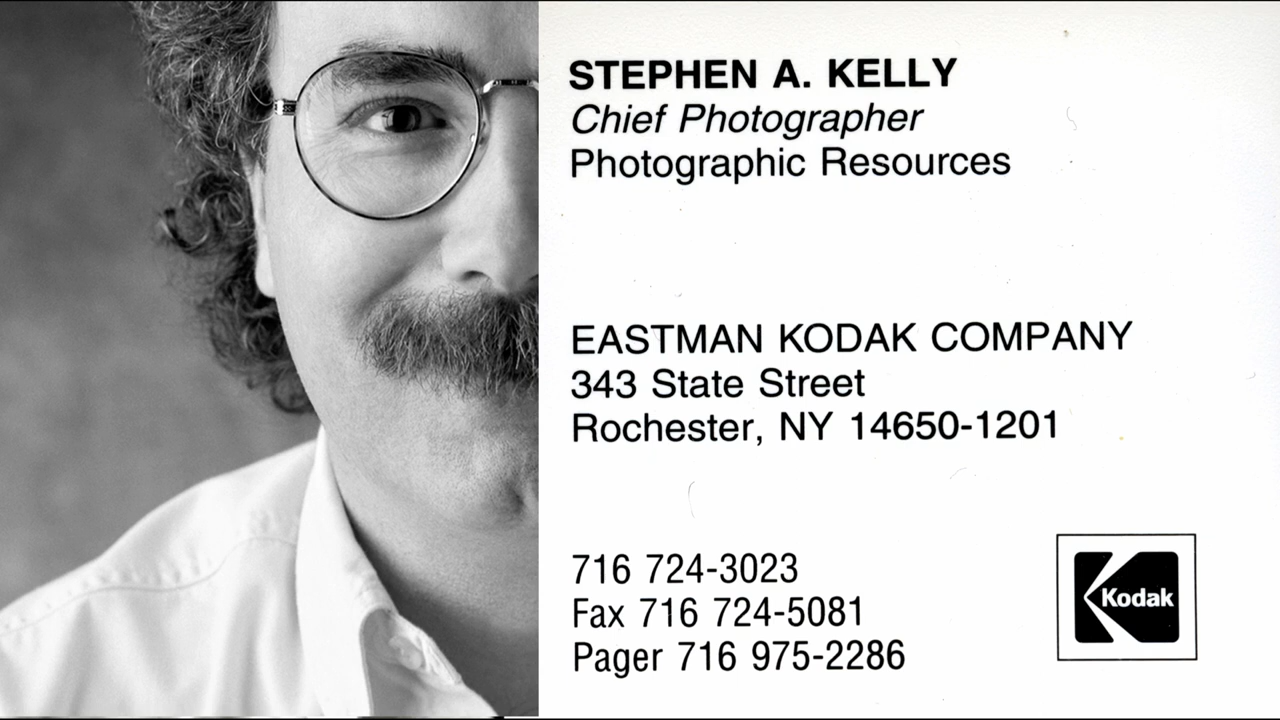 STEPHEN A. KELLY
Chief Photographer
Photographic Resources
EASTMAN KODAK COMPANY
343 State Street
Rochester, NY 14650-1201
716 724-3023
Fax 716 724-5081
Pager 716 975-2286
Kodak